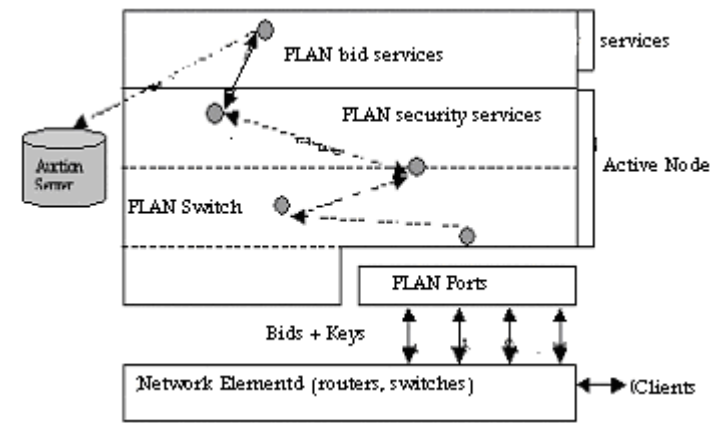 PLAN bid services
services
PLAN security services
Auction
Server
Active Node
PLAN Switch
PLAN Ports
Bids + Keys
Network Elementd (routers, switches)
Clients